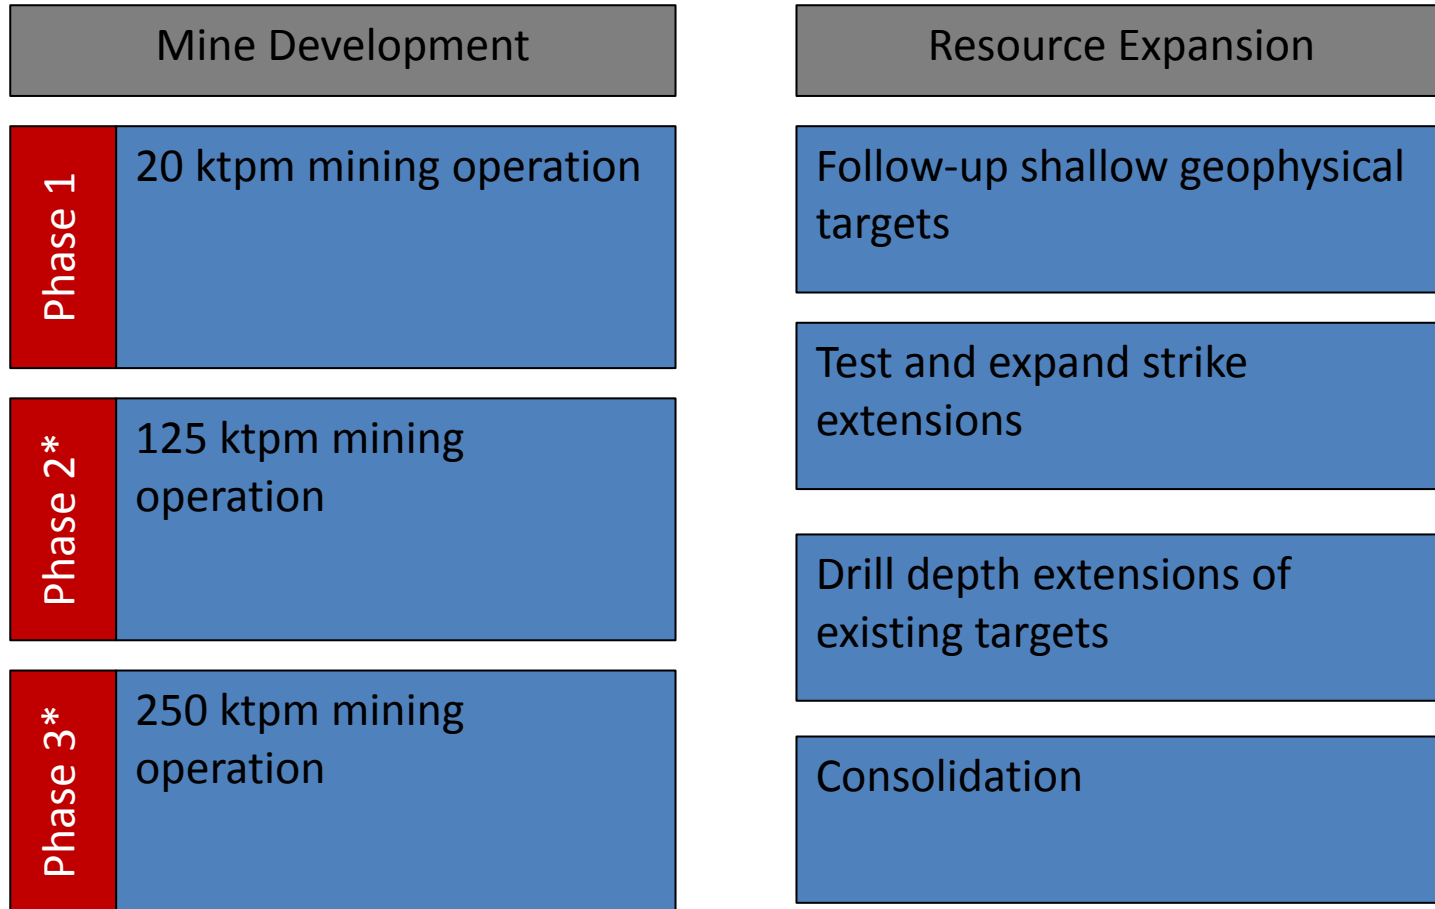 Mine Development
Phase 1
20 ktpm mining operation
Phase 2*
125 ktpm mining
operation
Phase 3*
250 ktpm mining
operation
Resource Expansion
Follow-up shallow geophysical
targets
Test and expand strike
extensions
Drill depth extensions of
existing targets
Consolidation